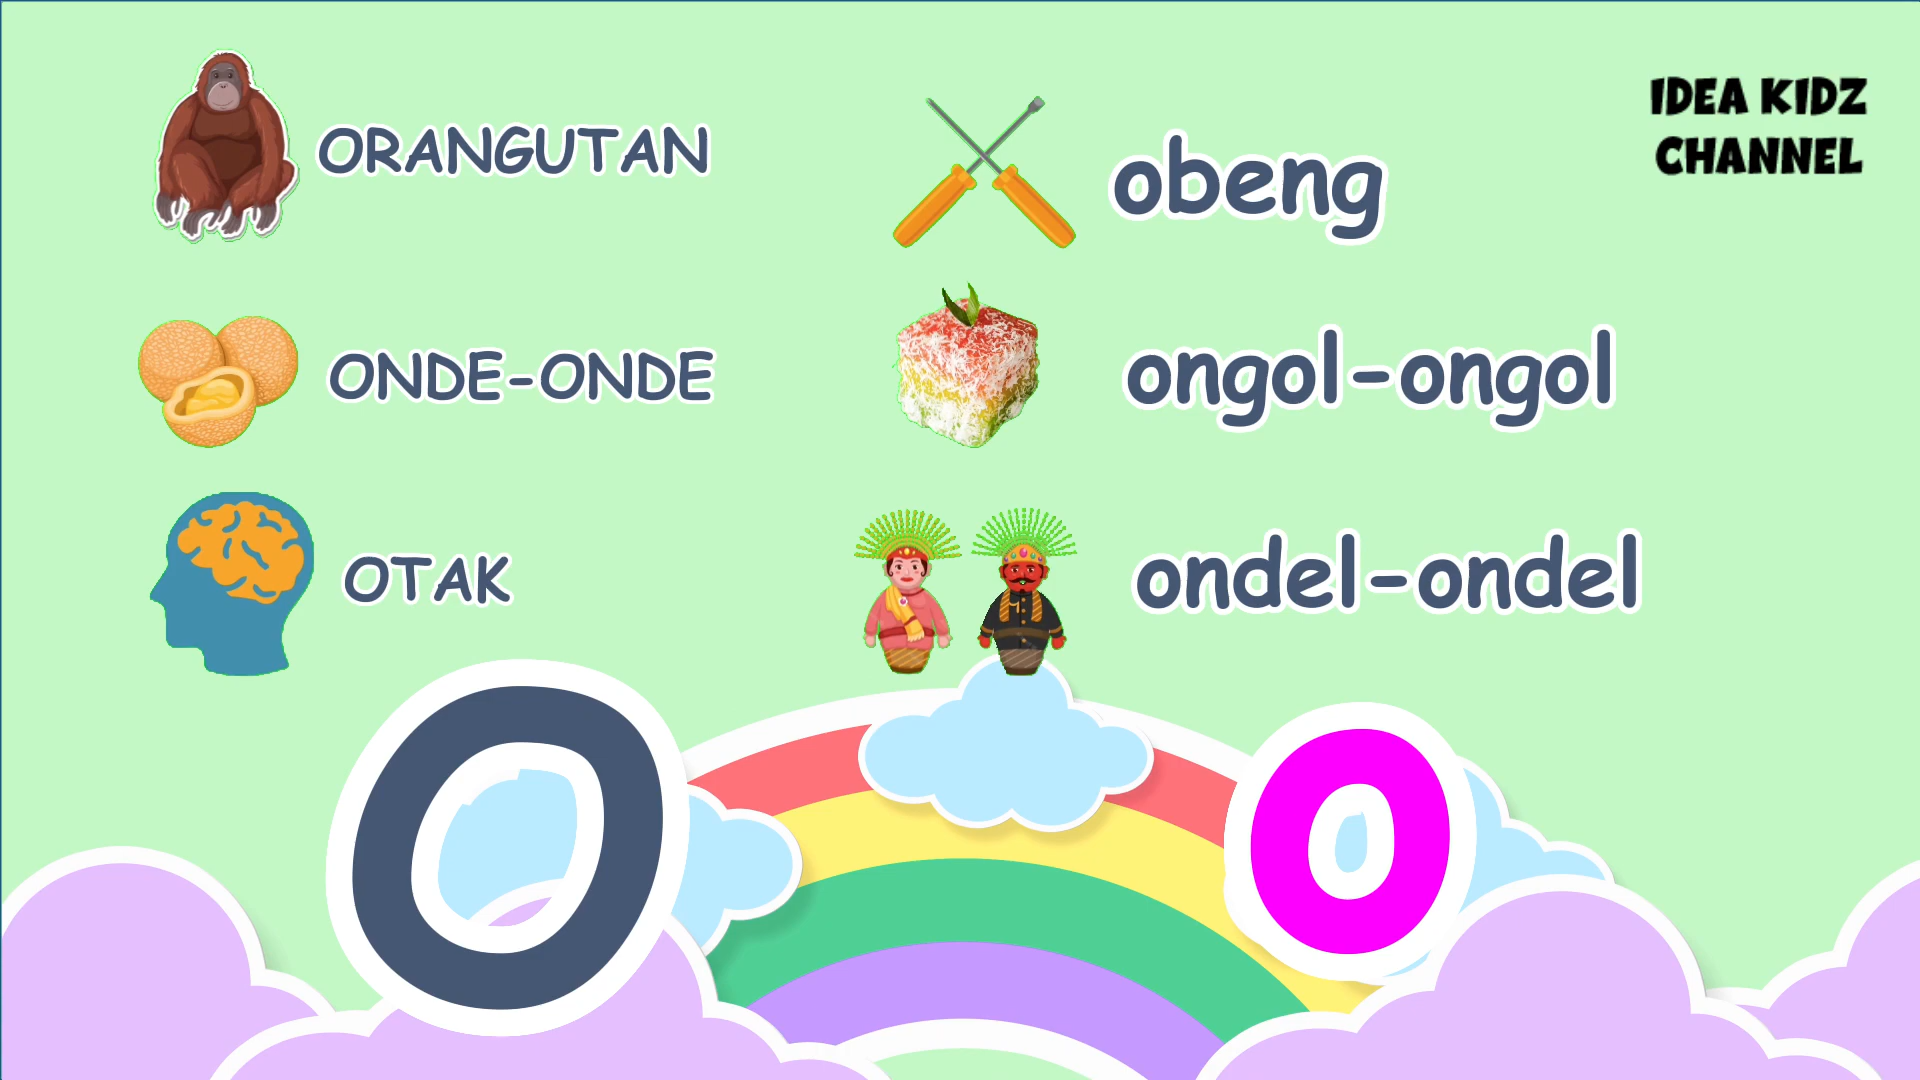 ORANGUTAN
obeng
IDEA KIDZ
CHANNEL
ONDE-ONDE
ongol-ongol
OTAK
ondel-ondel
O
o